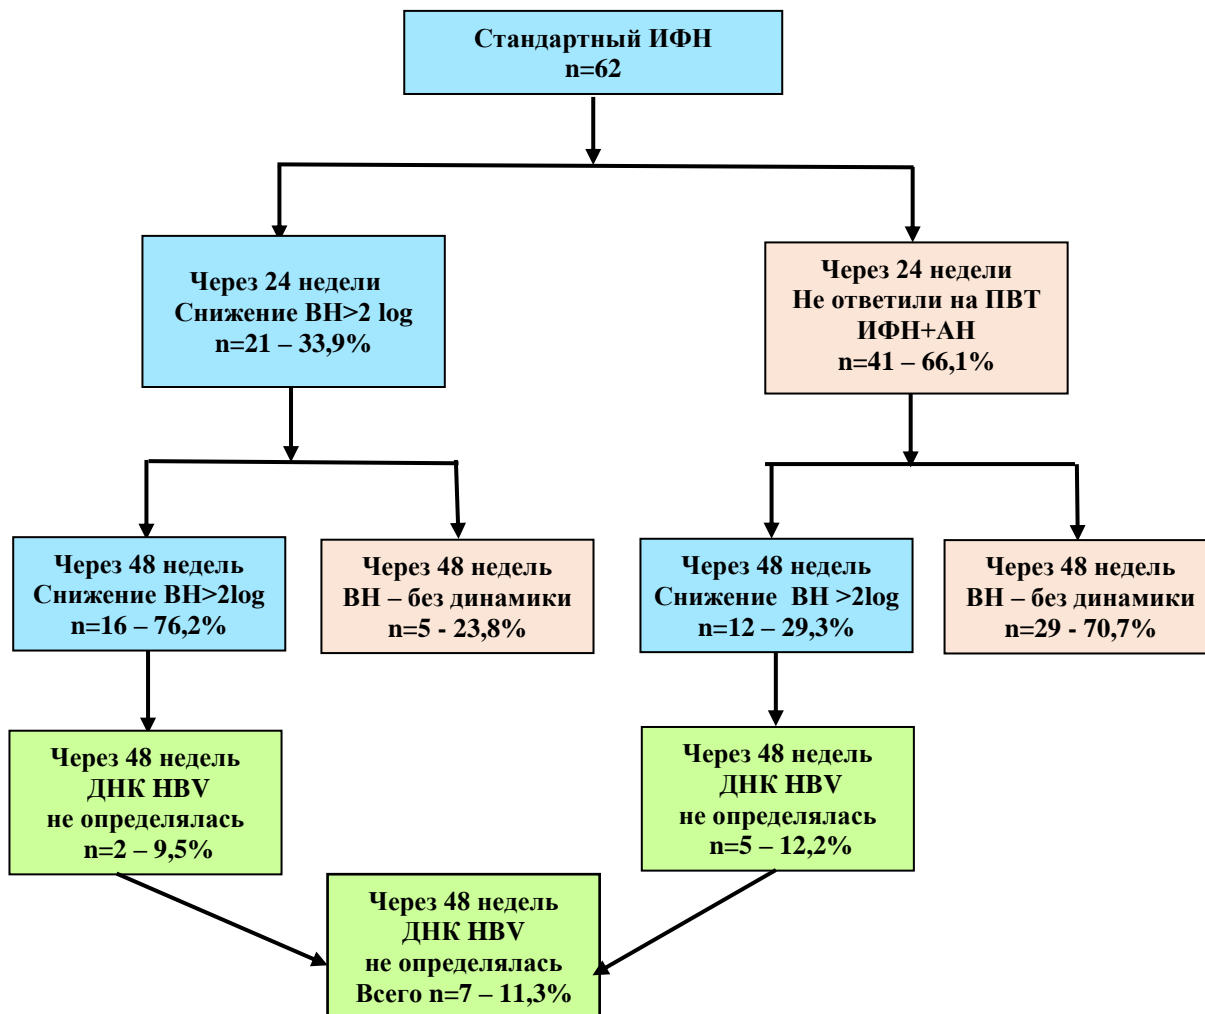 Стандартный ИФН
n=62
Через 24 недели
Снижение ВН>2 log
n=21 – 33,9%
Через 24 недели
Не ответили на ПВТ
ИФН+АН
n=41 – 66,1%
Через 48 недель
Снижение ВН>2log
n=16 – 76,2%
Через 48 недель
ВН – без динамики
n=5 - 23,8%
Через 48 недель
Снижение ВН >2log
n=12 – 29,3%
Через 48 недель
ВН – без динамики
n=29 - 70,7%
Через 48 недель
ДНК HBV
не определялась
n=2 – 9,5%
Через 48 недель
ДНК HBV
не определялась
n=5 – 12,2%
Через 48 недель
ДНК HBV
не определялась
Всего n=7 – 11,3%